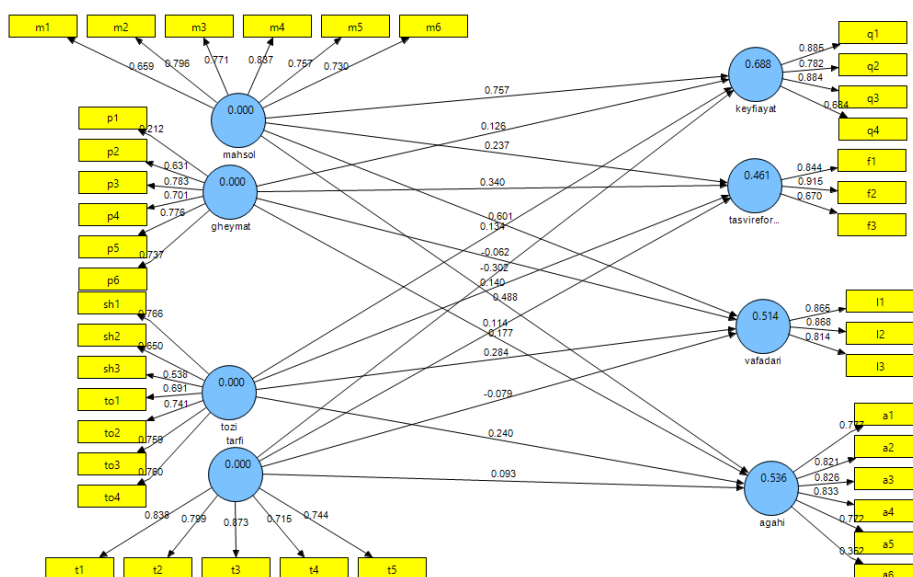 m1 m2 m3 m4 m5 m6
0.659 0.796 0.771 0.837 0.757 0.730
0.000
mahsol
p1
p2
p3
p4
p5
p6
0.212
0.631
0.783
0.701
0.776
0.737
0.000
gheymat
sh1
sh2
sh3
to1
to2
to3
to4
0.766
0.650
0.538
0.691
0.741
0.759
0.760
0.000
tozi
tarfi
0.000
0.838 0.799 0.873 0.715 0.744
t1 t2 t3 t4 t5
0.757
0.126
0.237
0.340
0.601
0.134
-0.062
-0.302
0.140
0.488
0.114
0.177
0.284
-0.079
0.240
0.093
0.688
keyfiayat
0.885
0.782
0.884
0.684
q1
q2
q3
q4
0.461
tasvirefor...
0.844
0.915
0.670
f1
f2
f3
0.514
vafadari
0.865
0.868
0.814
l1
l2
l3
0.536
agahi
0.777
0.821
0.826
0.833
0.772
0.362
a1
a2
a3
a4
a5
a6